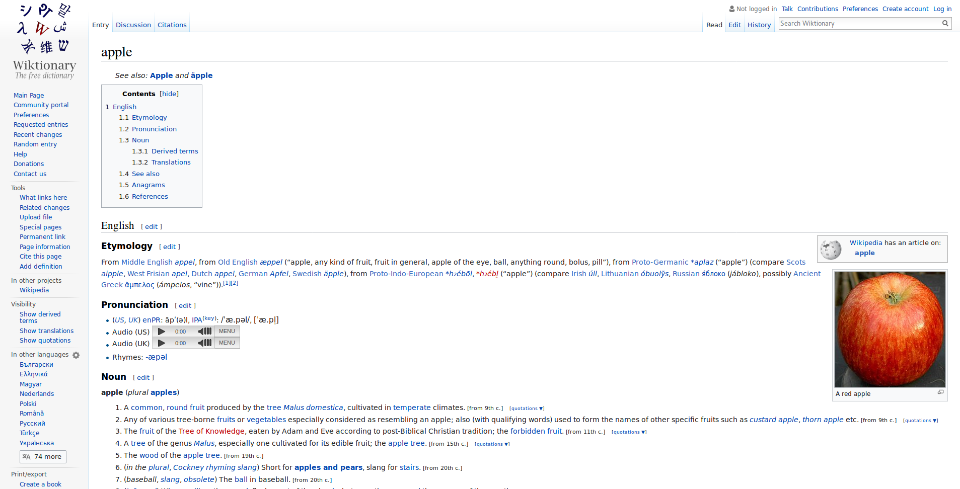 Not logged in Talk Contributions Preferences Create account Log in
Entry Discussion Citations Read Edit History Search Wiktionary
Wiktionary
The free dictionary
Main Page
Community portal
Preferences
Requested entries
Recent changes
Random entry
Help
Donations
Contact us
Tools
What links here
Related changes
Upload file
Special pages
Permanent link
Page information
Cite this page
Add definition
In other projects
Wikipedia
Visibility
Show derived
terms
Show translations
Show quotations
In other languages
Български
Ελληνικά
Magyar
Nederlands
Polski
Română
Русский
Türkçe
Українська
74 more
Print/export
Create a book
apple
See also: Apple and äpple
Contents [hide]
1 English
1.1 Etymology
1.2 Pronunciation
1.3 Noun
1.3.1 Derived terms
1.3.2 Translations
1.4 See also
1.5 Anagrams
1.6 References
English [ edit ]
Wikipedia has an article on:
apple
Etymology [ edit ]
From Middle English appel, from Old English æppel (“apple, any kind of fruit, fruit in general, apple of the eye, ball, anything round, bolus, pill”), from Proto-Germanic *aplaz (“apple”) (compare Scots
aipple, West Frisian apel, Dutch appel, German Apfel, Swedish äpple), from Proto-Indo European (“apple”) (compare Irish úll, Lithuanian óbuolỹs, Russian я́блоко (jábloko), possibly Ancient
Greek ἄμπελος (ámpelos, “vine”)).[1][2]
A red apple
Pronunciation [ edit ]
(US, UK) enPR: ăp'(ə)l, IPA(key): /ˈæ.pəl/, [ˈæ.pl̩]
Audio (US) 0:00 MENU
Audio (UK) 0:00 MENU
Rhymes: -æpəl
Noun [ edit ]
apple (plural apples)
1. A common, round fruit produced by the tree Malus domestica, cultivated in temperate climates. [from 9th c.] [quotations ▼]
2. Any of various tree-borne fruits or vegetables especially considered as resembling an apple; also (with qualifying words) used to form the names of other specific fruits such as custard apple, thorn apple etc. [from 9th c.] [quotations ▼]
3. The fruit of the Tree of Knowledge, eaten by Adam and Eve according to post-Biblical Christian tradition; the forbidden fruit. [from 11th c.] [quotations ▼]
4. A tree of the genus Malus, especially one cultivated for its edible fruit; the apple tree. [from 15th c.] [quotations ▼]
5. The wood of the apple tree. [from 19th c.]
6. (in the plural, Cockney rhyming slang) Short for apples and pears, slang for stairs. [from 20th c.]
7. (baseball, slang, obsolete) The ball in baseball. [from 20th c.]